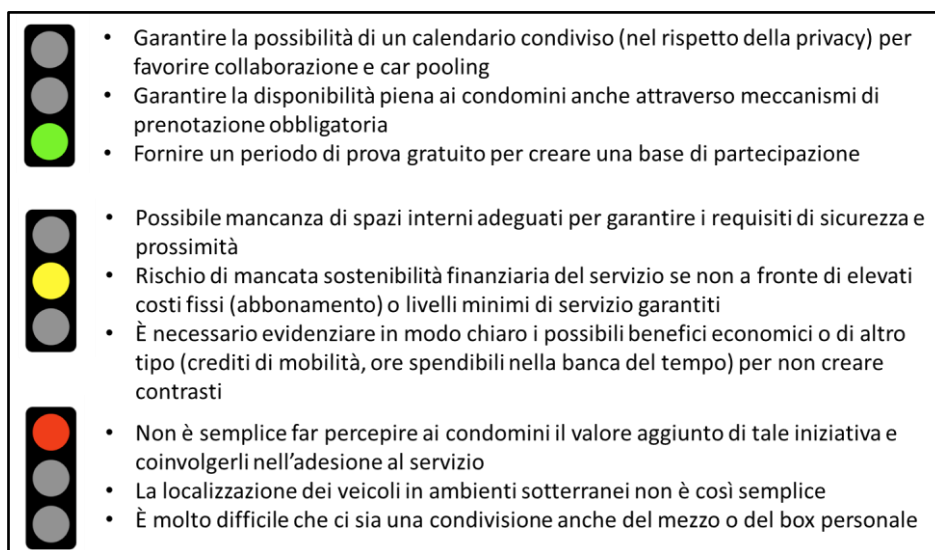 • Garantire la possibilità di un calendario condiviso (nel rispetto della privacy) per
favorire collaborazione e car pooling
• Garantire la disponibilità piena ai condomini anche attraverso meccanismi di
prenotazione obbligatoria
• Fornire un periodo di prova gratuito per creare una base di partecipazione
• Possibile mancanza di spazi interni adeguati per garantire i requisiti di sicurezza e
prossimità
• Rischio di mancata sostenibilità finanziaria del servizio se non a fronte di elevati
costi fissi (abbonamento) o livelli minimi di servizio garantiti
• È necessario evidenziare in modo chiaro i possibili benefici economici o di altro
tipo (crediti di mobilità, ore spendibili nella banca del tempo) per non creare
contrasti
• Non è semplice far percepire ai condomini il valore aggiunto di tale iniziativa e
coinvolgerli nell’adesione al servizio
• La localizzazione dei veicoli in ambienti sotterranei non è così semplice
• È molto difficile che ci sia una condivisione anche del mezzo o del box personale